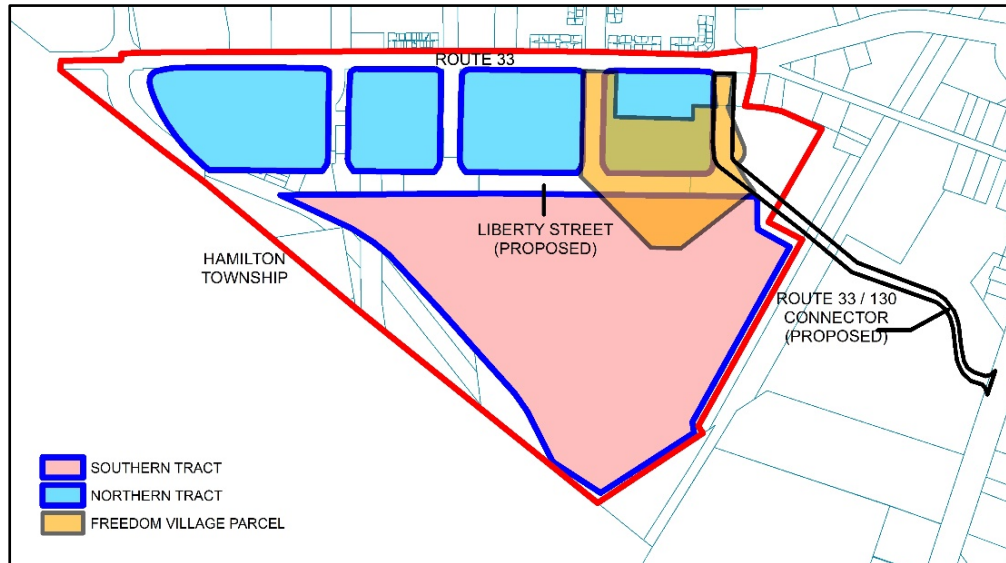 ROUTE 33
LIBERTY STREET
(PROPOSED)
HAMILTON
TOWNSHIP
ROUTE 33 / 130
CONNECTOR
(PROPOSED)
SOUTHERN TRACT
NORTHERN TRACT
FREEDOM VILLAGE PARCEL